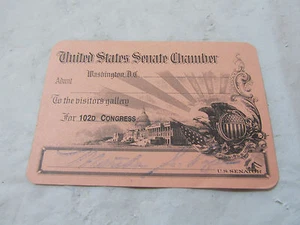 United States Senate Chamber
Washington, D.C.
Admit
To the visitors gallery
For 102D CONGRESS
U.S. SENATOR